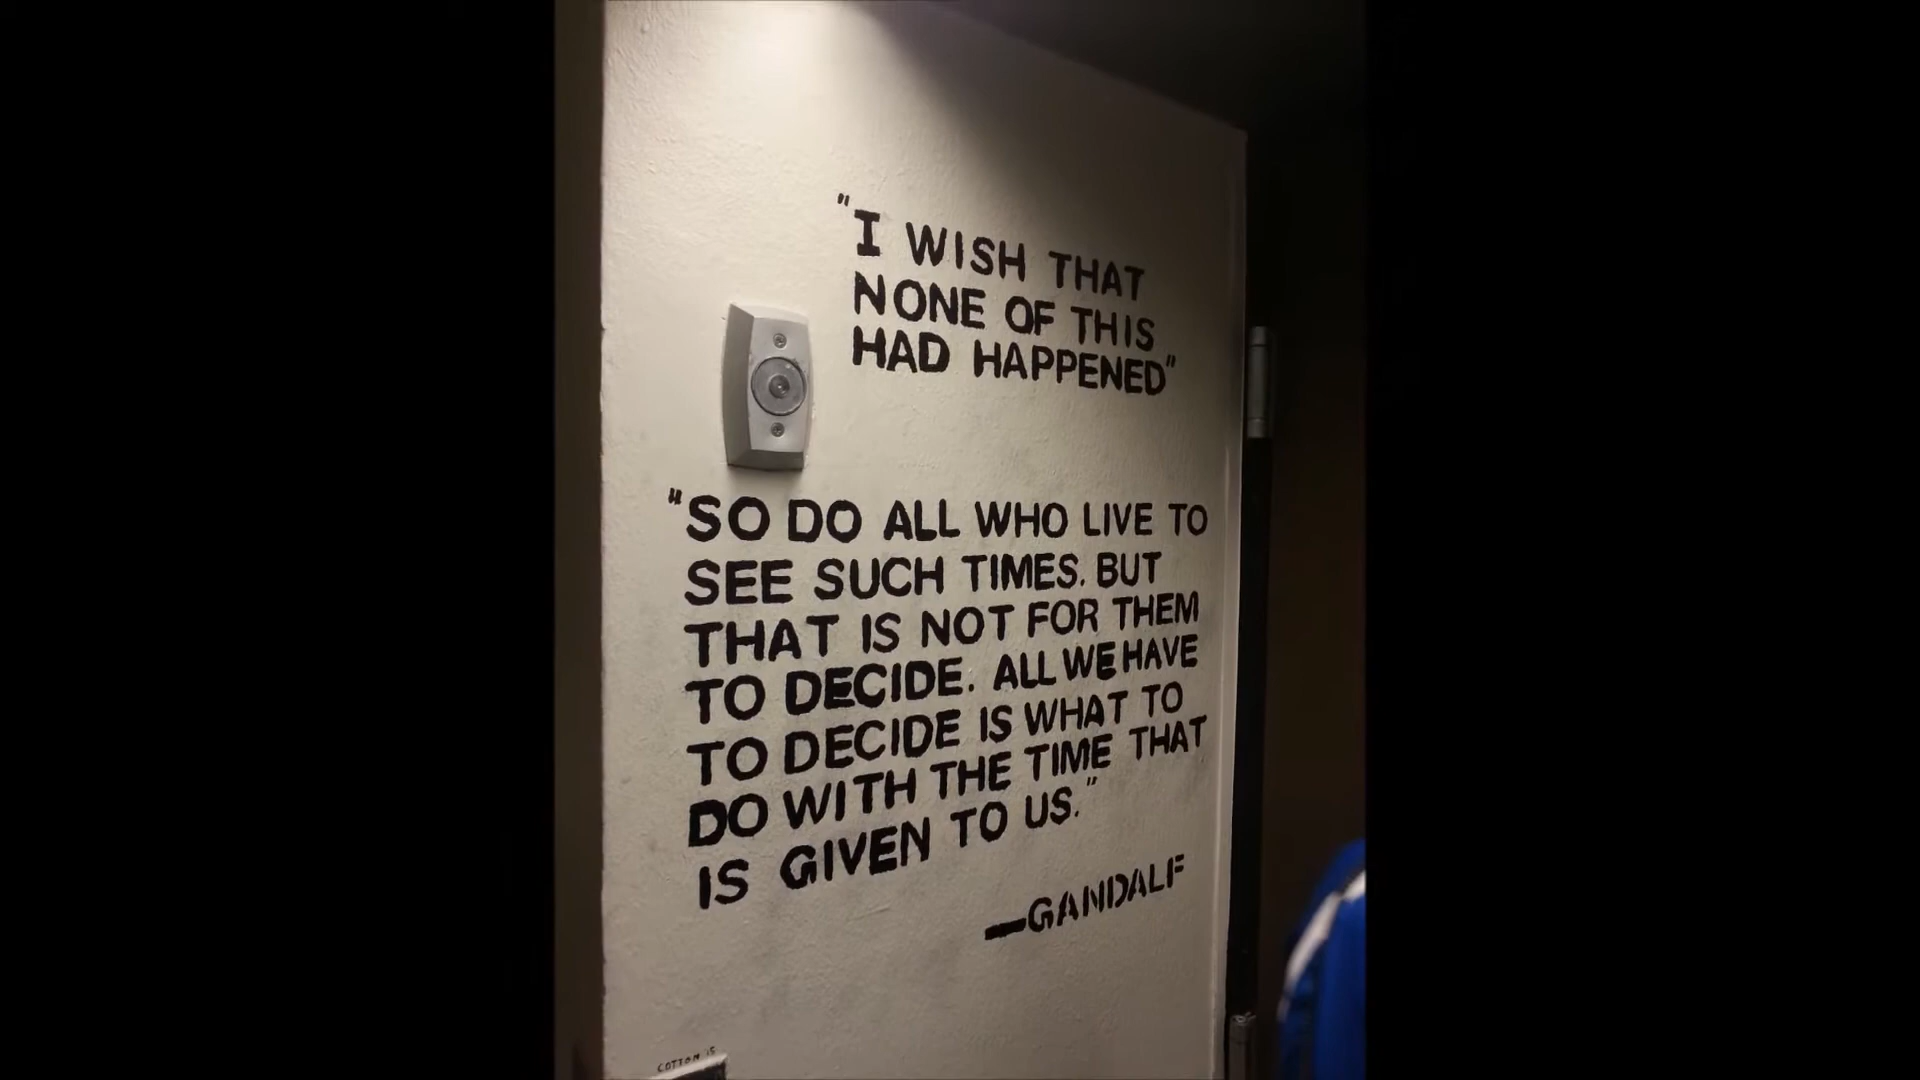 "I WISH THAT
NONE OF THIS
HAD HAPPENED"
"SO DO ALL WHO LIVE TO
SEE SUCH TIMES. BUT
THAT IS NOT FOR THEM
TO DECIDE. ALL WE HAVE
TO DECIDE IS WHAT TO
DO WITH THE TIME THAT
IS GIVEN TO US."
—GANDALF
COTTON IS